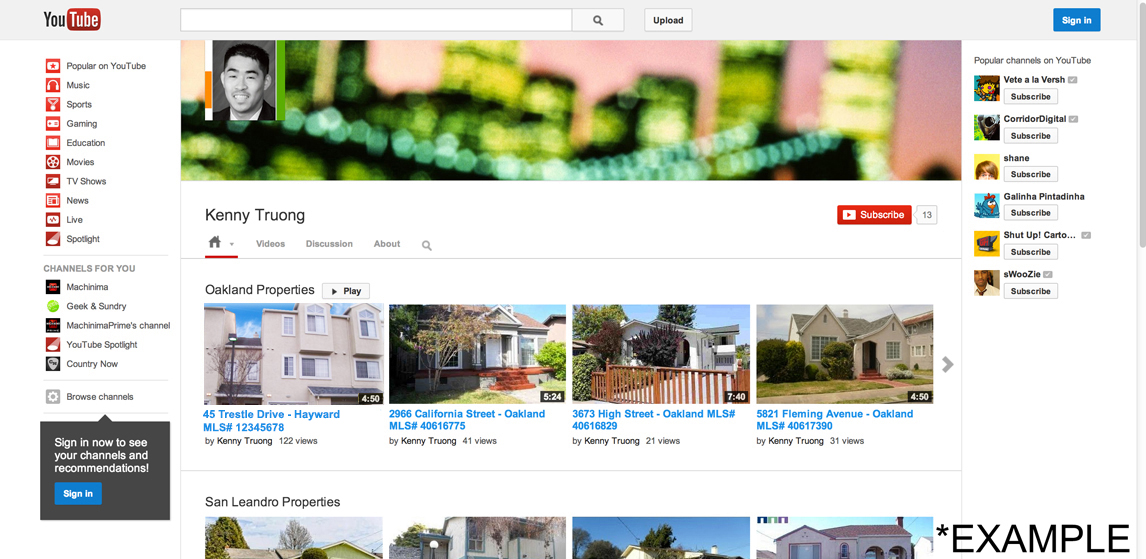 YouTube
Upload
Sign in
Popular on YouTube
Music
Sports
Gaming
Education
Movies
TV Shows
News
Live
Spotlight
CHANNELS FOR YOU
Machinima
Geek & Sundry
MachinimaPrime's channel
YouTube Spotlight
Country Now
Browse channels
Sign in now to see
your channels and
recommendations!
Sign in
Kenny Truong
Subscribe 13
Videos Discussion About
Oakland Properties Play
4:50
5:24
7:40
4:50
45 Trestle Drive - Hayward
MLS# 12345678
by Kenny Truong 122 views
2966 California Street - Oakland
MLS# 40616775
by Kenny Truong 41 views
3673 High Street - Oakland MLS#
40616829
by Kenny Truong 21 views
5821 Fleming Avenue - Oakland
MLS# 40617390
by Kenny Truong 31 views
San Leandro Properties
Popular channels on YouTube
Vete a la Versh
Subscribe
CorridorDigital
Subscribe
shane
Subscribe
Galinha Pintadinha
Subscribe
Shut Up! Carto...
Subscribe
sWooZie
Subscribe
*EXAMPLE